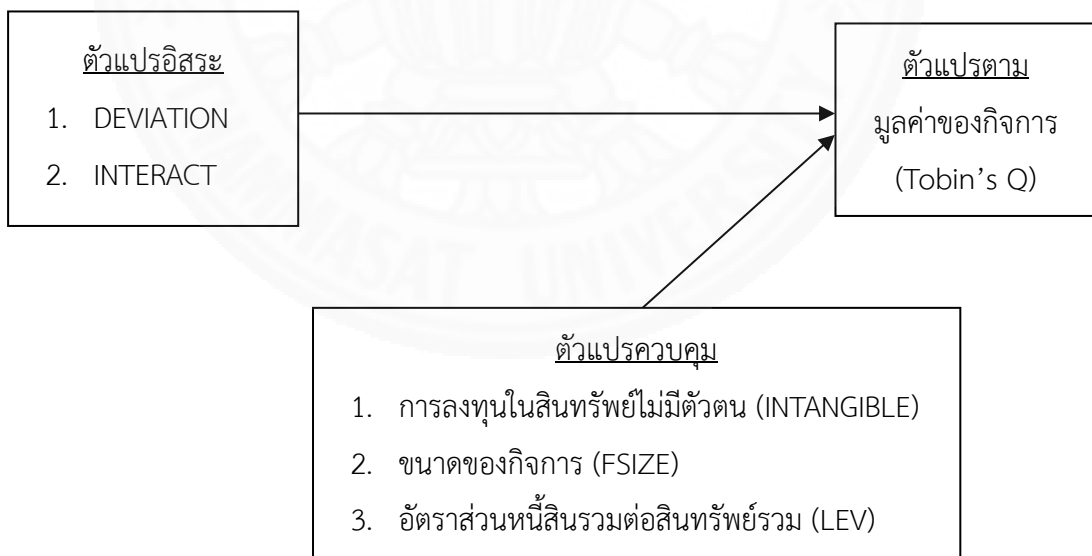 ตัวแปรอิสระ
1. DEVIATION
2. INTERACT
ตัวแปรตาม
มูลค่าของกิจการ
(Tobin’s Q)
ตัวแปรควบคุม
1. การลงทุนในสินทรัพย์ไม่มีตัวตน (INTANGIBLE)
2. ขนาดของกิจการ (FSIZE)
3. อัตราส่วนหนี้สินรวมต่อสินทรัพย์รวม (LEV)
THAMMASAT UNIVERSITY